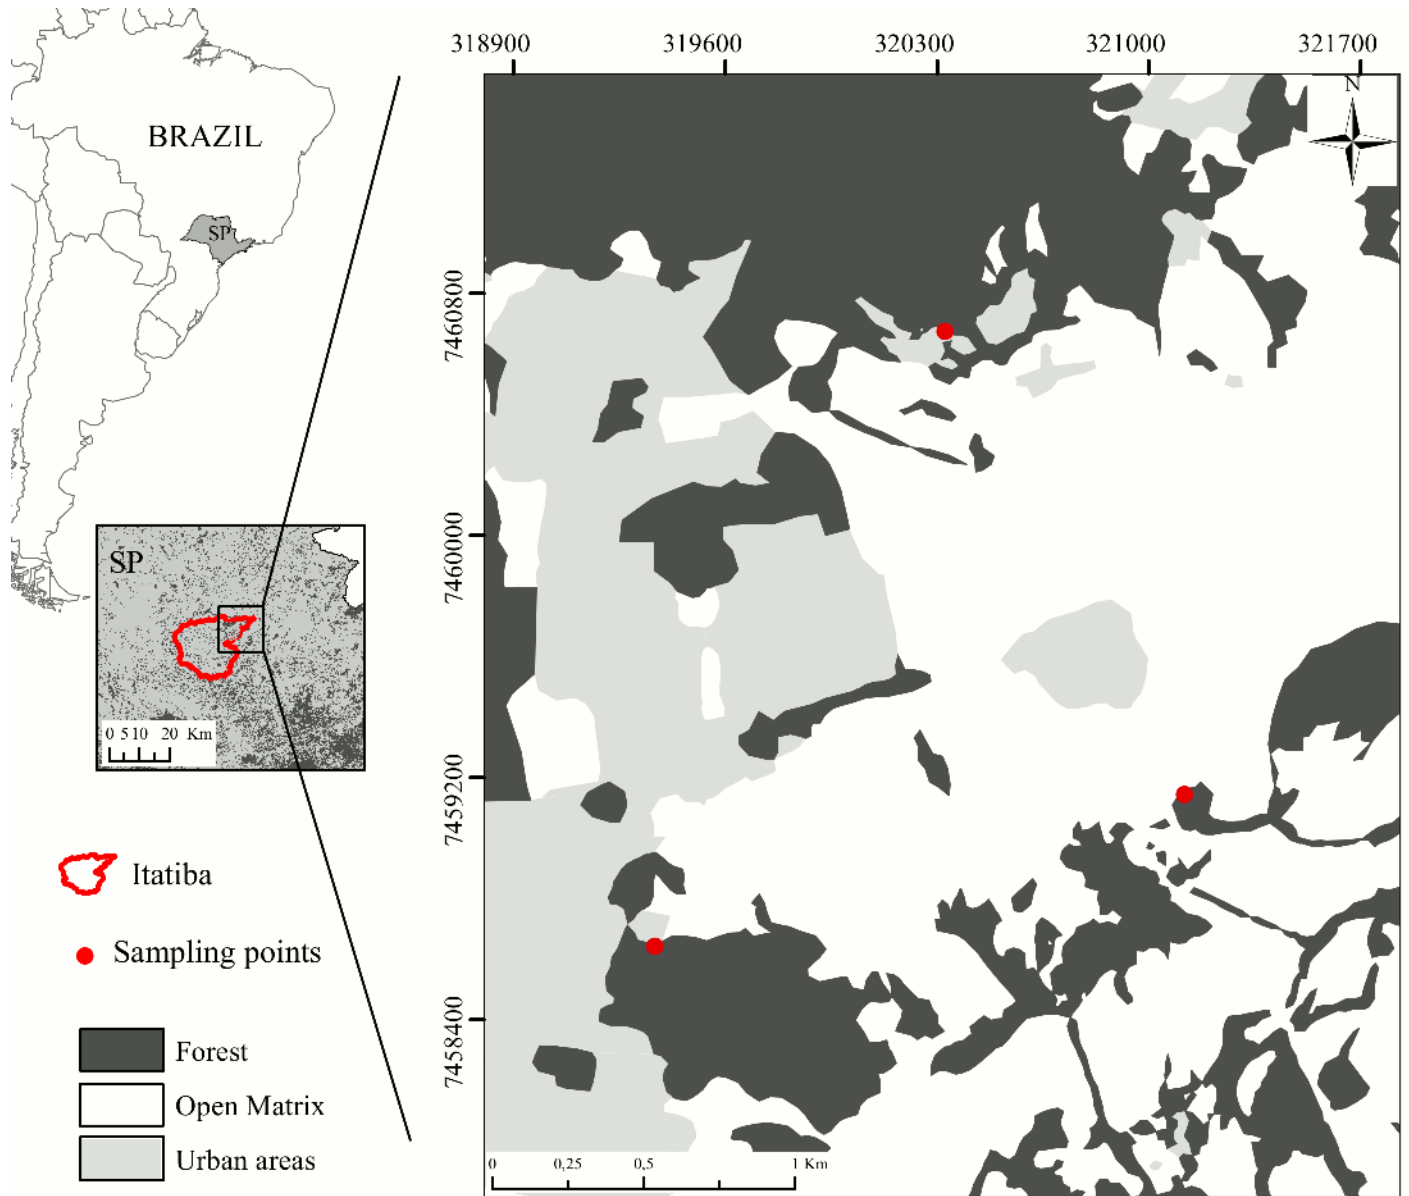 318900 319600 320300 321000 321700
N
BRAZIL
SP
7460800
7460000
7459200
7458400
SP
0 5 10 20 Km
Itatiba
Sampling points
Forest
Open Matrix
Urban areas
0 0,25 0,5 1 Km